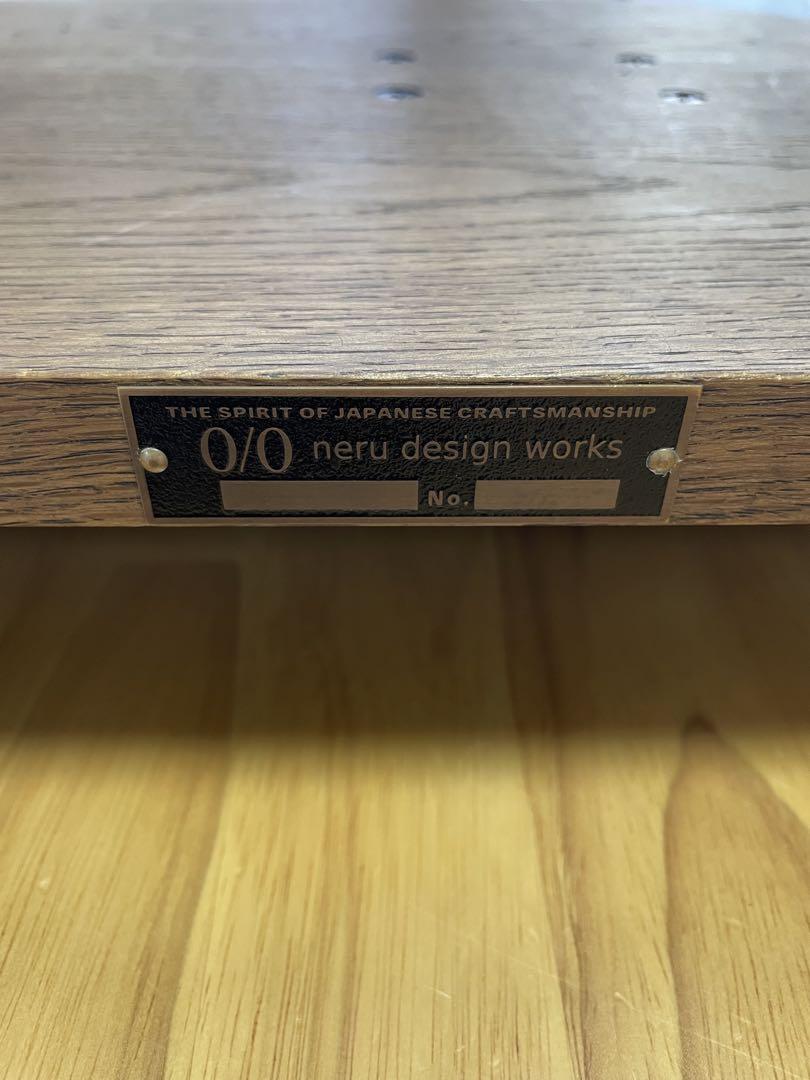 THE SPIRIT OF JAPANESE CRAFTSMANSHIP
0/0 neru design works
No.